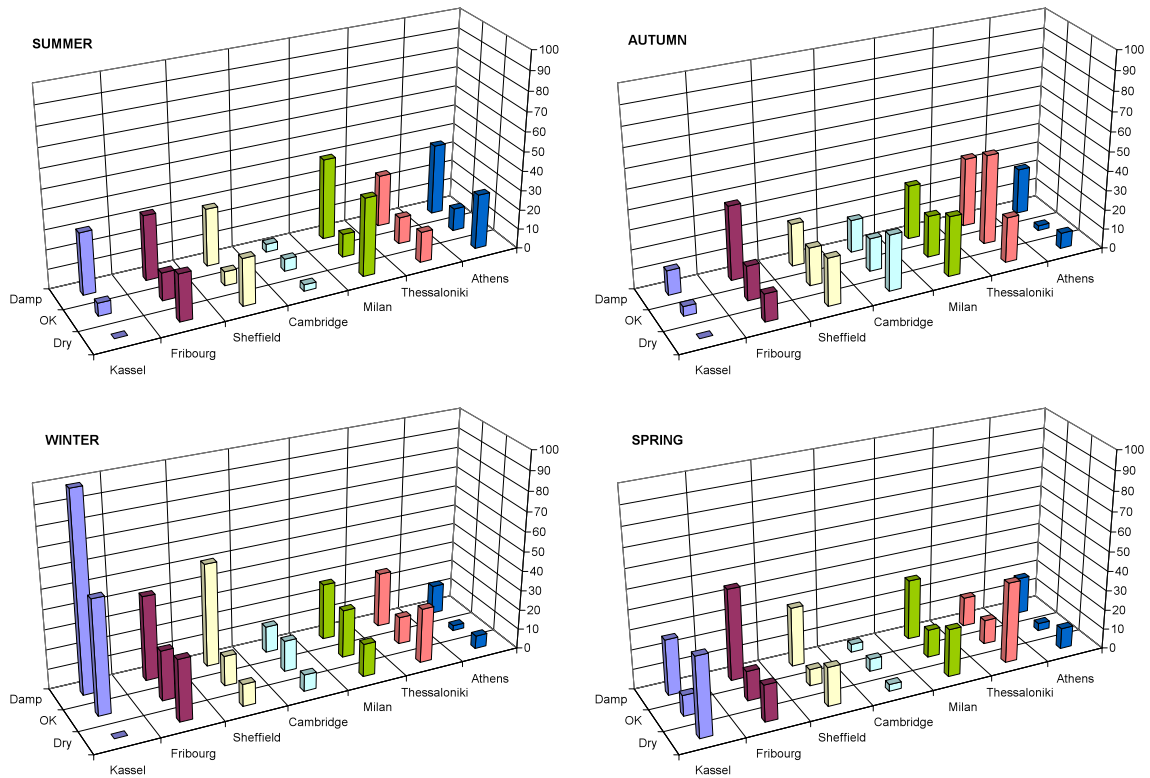 SUMMER
100
90
80
70
60
50
40
30
20
10
0
Damp
OK
Dry
Kassel
Fribourg
Sheffield
Cambridge
Milan
Thessaloniki
Athens
AUTUMN
100
90
80
70
60
50
40
30
20
10
0
Damp
OK
Dry
Kassel
Fribourg
Sheffield
Cambridge
Milan
Thessaloniki
Athens
WINTER
100
90
80
70
60
50
40
30
20
10
0
Damp
OK
Dry
Kassel
Fribourg
Sheffield
Cambridge
Milan
Thessaloniki
Athens
SPRING
100
90
80
70
60
50
40
30
20
10
0
Damp
OK
Dry
Kassel
Fribourg
Sheffield
Cambridge
Milan
Thessaloniki
Athens